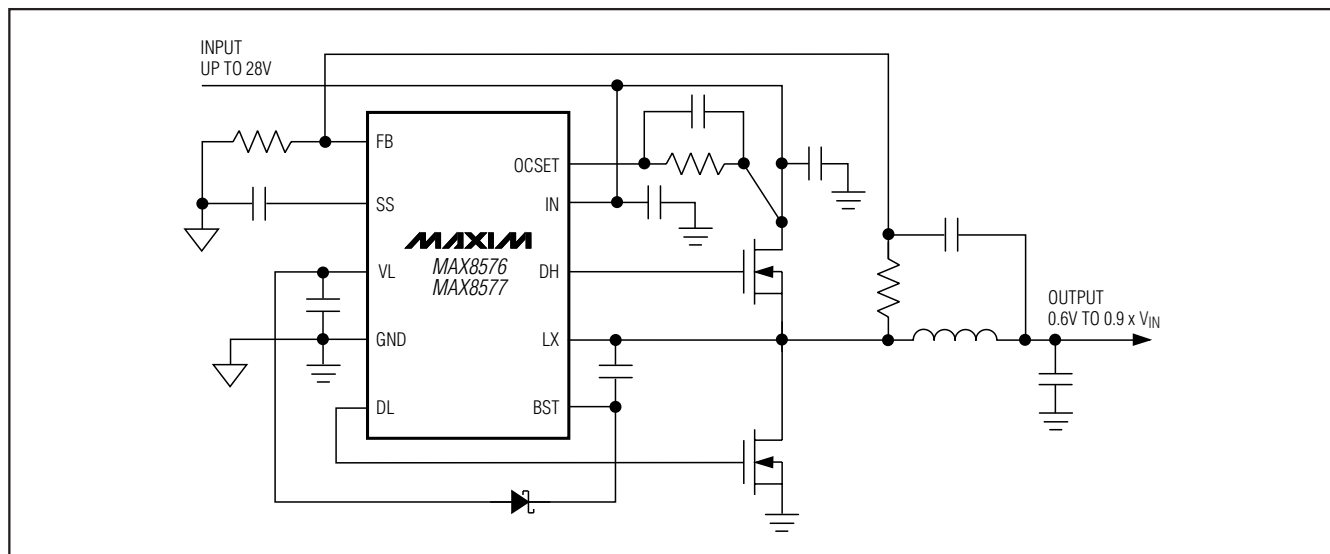 INPUT
UP TO 28V
FB
OCSET
SS
IN
MAXIM
MAX8576
MAX8577
VL
DH
GND
LX
OUTPUT
0.6V TO 0.9 x VIN
DL
BST